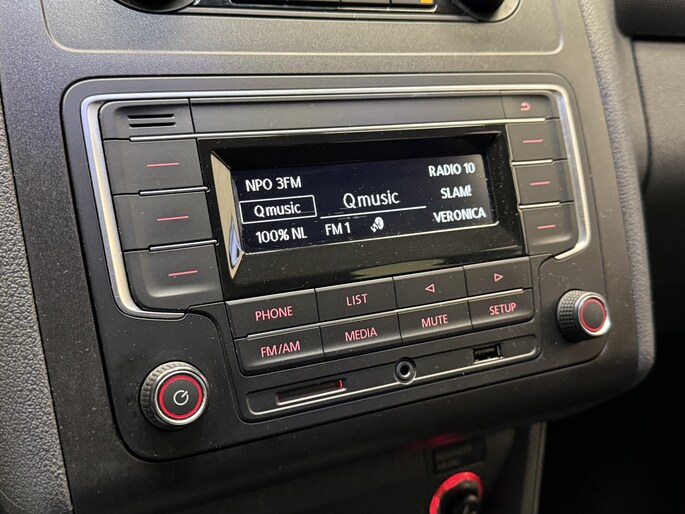 NPO 3FM
Qmusic
100% NL
Qmusic
FM 1
RADIO 10
SLAM!
VERONICA
PHONE
LIST
FM/AM
MEDIA
MUTE
SETUP